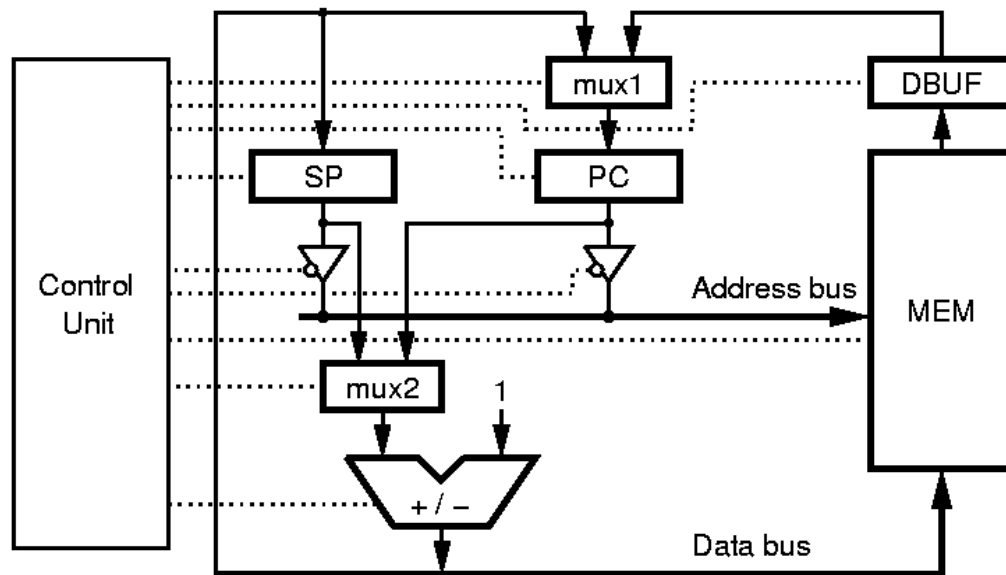 mux1
DBUF
SP
PC
Control
Unit
Address bus
MEM
mux2
1
+ / −
Data bus